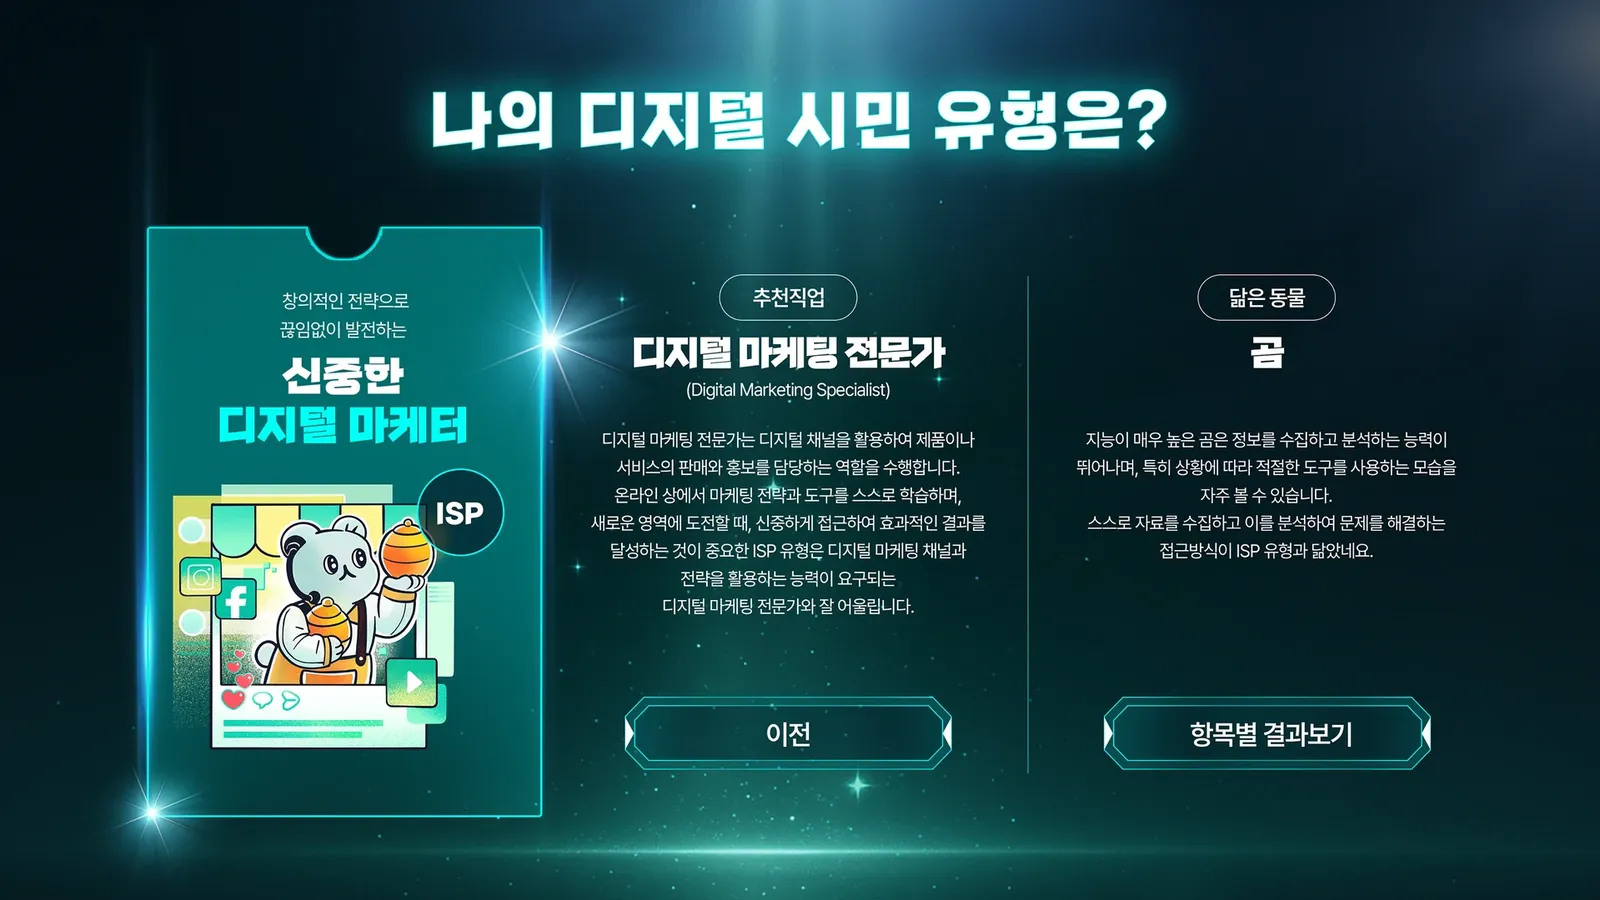 나의 디지털 시민 유형은?
창의적인 전략으로
끊임없이 발전하는
신중한
디지털 마케터
ISP
추천직업
디지털 마케팅 전문가
(Digital Marketing Specialist)
디지털 마케팅 전문가는 디지털 채널을 활용하여 제품이나
서비스의 판매와 홍보를 담당하는 역할을 수행합니다.
온라인 상에서 마케팅 전략과 도구를 스스로 학습하며,
새로운 영역에 도전할 때, 신중하게 접근하여 효과적인 결과를
달성하는 것이 중요한 ISP 유형은 디지털 마케팅 채널과
전략을 활용하는 능력이 요구되는
디지털 마케팅 전문가와 잘 어울립니다.
이전
닮은 동물
곰
지능이 매우 높은 곰은 정보를 수집하고 분석하는 능력이
뛰어나며, 특히 상황에 따라 적절한 도구를 사용하는 모습을
자주 볼 수 있습니다.
스스로 자료를 수집하고 이를 분석하여 문제를 해결하는
접근방식이 ISP 유형과 닮았네요.
항목별 결과보기